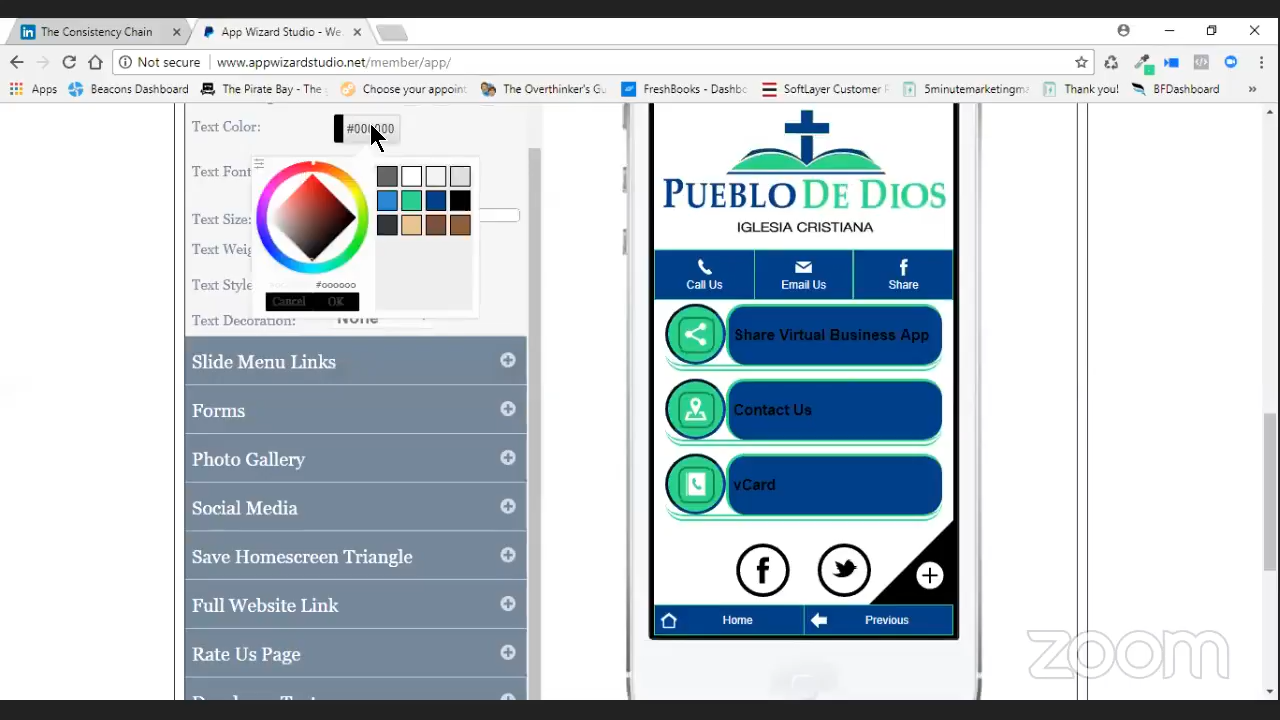 The Consistency Chain
App Wizard Studio - We
Not secure
www.appwizardstudio.net/member/app/
Apps
Beacons Dashboard
The Pirate Bay - The
Choose your appoint
The Overthinker's Gu
FreshBooks - Dashbo
SoftLayer Customer
5minutemarketingma
Thank you!
BFDashboard
»
Text Color:
#000000
Text Font
Text Size:
Text Weig
Text Style
#000000
Cancel
OK
Text Decoration:
None
Slide Menu Links
Forms
Photo Gallery
Social Media
Save Homescreen Triangle
Full Website Link
Rate Us Page
PUEBLO DE DIOS
IGLESIA CRISTIANA
Call Us
Email Us
Share
Share Virtual Business App
Contact Us
vCard
Home
Previous
zoom